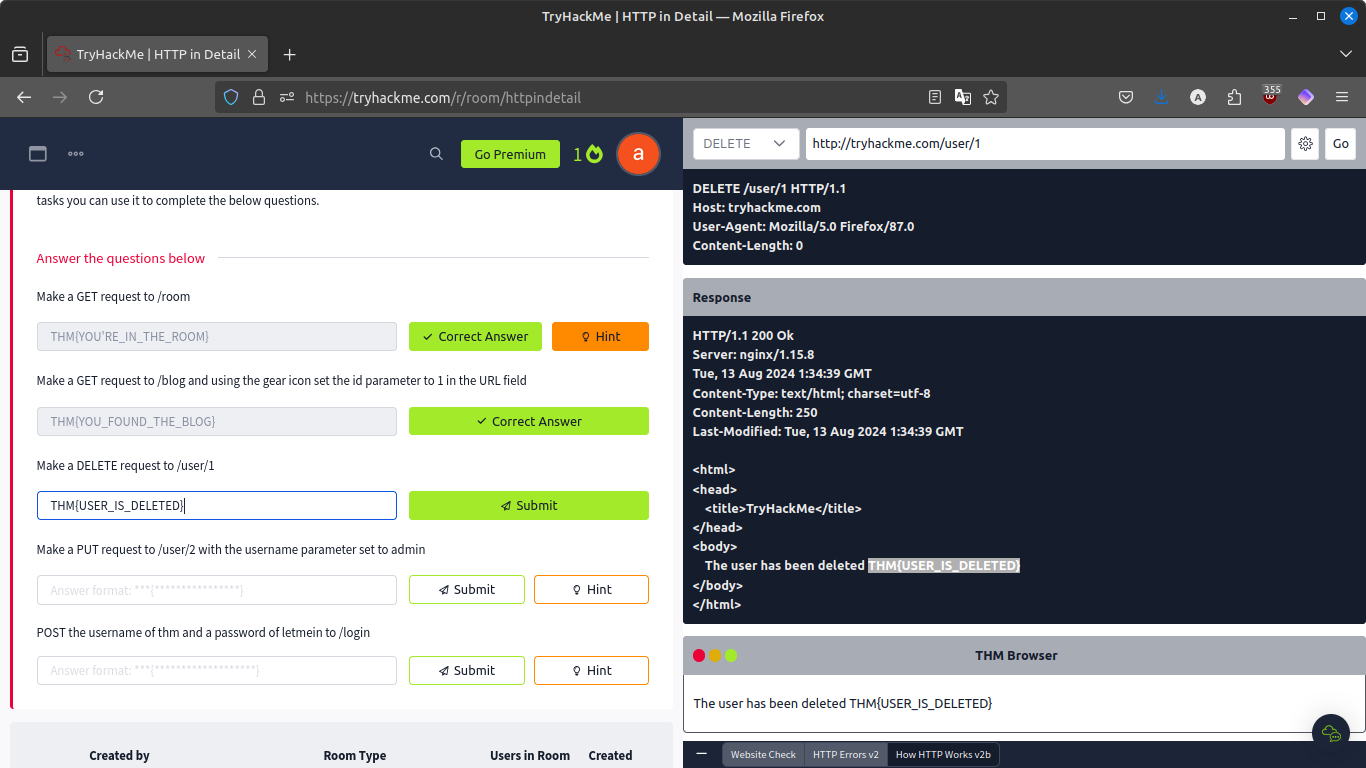 TryHackMe | HTTP in Detail — Mozilla Firefox
TryHackMe | HTTP in Detail
https://tryhackme.com/r/room/httpindetail
A
355
Go Premium
1
a
tasks you can use it to complete the below questions.
Answer the questions below
Make a GET request to /room
THM{YOU'RE_IN_THE_ROOM}
Correct Answer
Hint
Make a GET request to /blog and using the gear icon set the id parameter to 1 in the URL field
THM{YOU_FOUND_THE_BLOG}
Correct Answer
Make a DELETE request to /user/1
THM{USER_IS_DELETED}
Submit
Make a PUT request to /user/2 with the username parameter set to admin
Answer format: ***{****************}
Submit
Hint
POST the username of thm and a password of letmein to /login
Answer format: ***{*******************}
Submit
Hint
Created by
Room Type
Users in Room
Created
DELETE
http://tryhackme.com/user/1
Go
DELETE /user/1 HTTP/1.1
Host: tryhackme.com
User-Agent: Mozilla/5.0 Firefox/87.0
Content-Length: 0
Response
HTTP/1.1 200 Ok
Server: nginx/1.15.8
Tue, 13 Aug 2024 1:34:39 GMT
Content-Type: text/html; charset=utf-8
Content-Length: 250
Last-Modified: Tue, 13 Aug 2024 1:34:39 GMT
<html>
<head>
<title>TryHackMe</title>
</head>
<body>
The user has been deleted THM{USER_IS_DELETED}
</body>
</html>
THM Browser
The user has been deleted THM{USER_IS_DELETED}
Website Check
HTTP Errors v2
How HTTP Works v2b